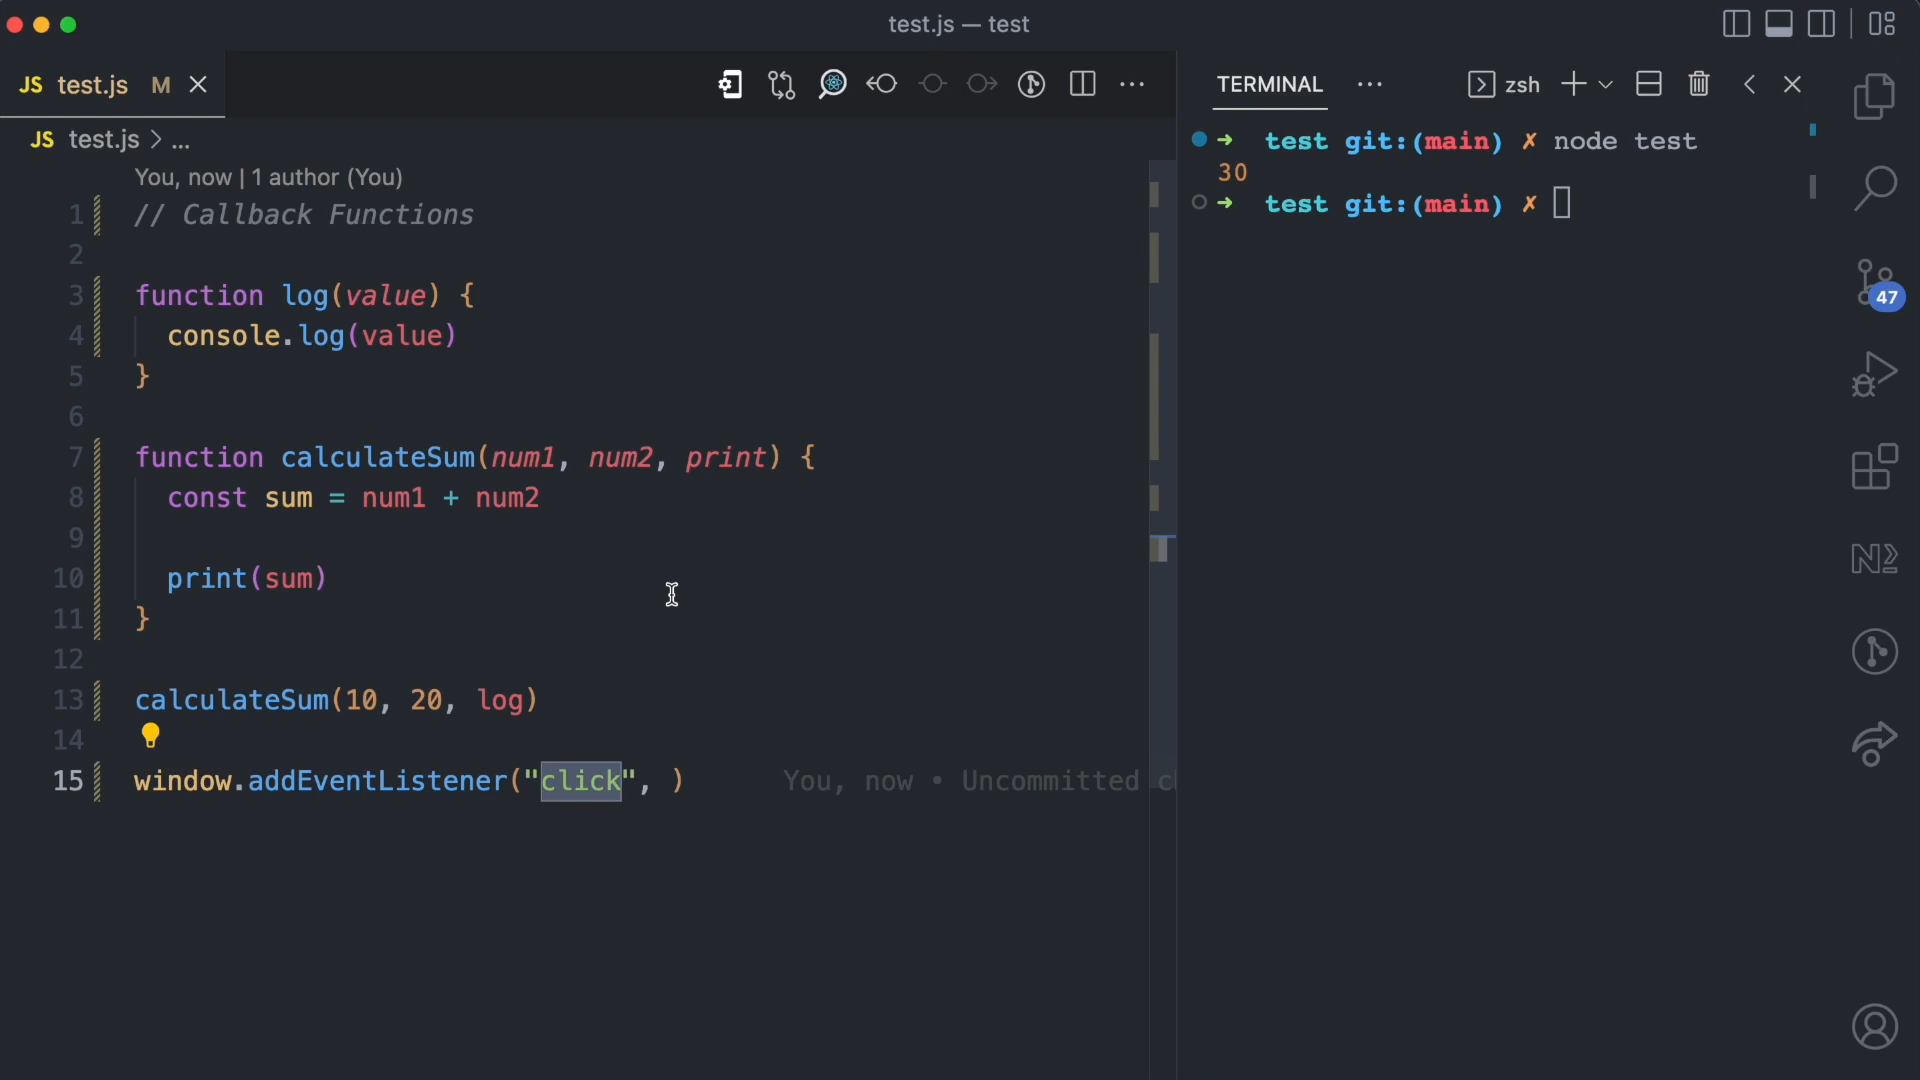 test.js — test
JS test.js M
JS test.js > ...
You, now | 1 author (You)
1 // Callback Functions
2
3 function log(value) {
4 console.log(value)
5 }
6
7 function calculateSum(num1, num2, print) {
8 const sum = num1 + num2
9
10 print(sum)
11 }
12
13 calculateSum(10, 20, log)
14
15 window.addEventListener("click", ) You, now • Uncommitted c
TERMINAL ... zsh
➜ test git:(main) ✗ node test
30
➜ test git:(main) ✗
47